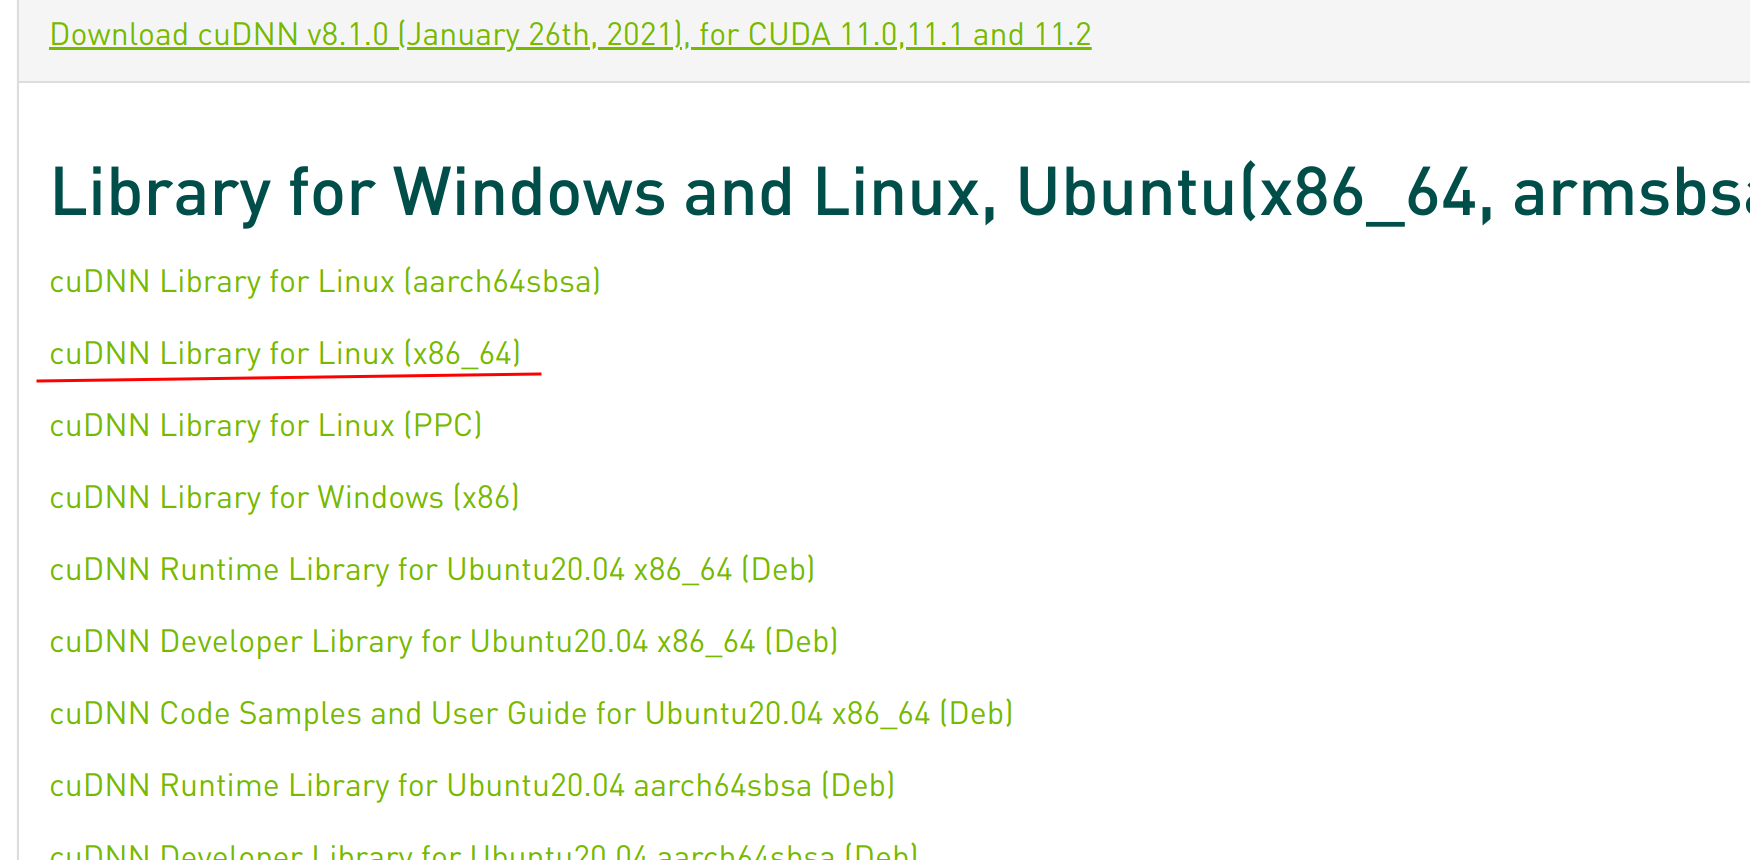 Download cuDNN v8.1.0 (January 26th, 2021), for CUDA 11.0,11.1 and 11.2
Library for Windows and Linux, Ubuntu(x86_64, armsbsa
cuDNN Library for Linux (aarch64sbsa)
cuDNN Library for Linux (x86_64)
cuDNN Library for Linux (PPC)
cuDNN Library for Windows (x86)
cuDNN Runtime Library for Ubuntu20.04 x86_64 (Deb)
cuDNN Developer Library for Ubuntu20.04 x86_64 (Deb)
cuDNN Code Samples and User Guide for Ubuntu20.04 x86_64 (Deb)
cuDNN Runtime Library for Ubuntu20.04 aarch64sbsa (Deb)
cuDNN Developer Library for Ubuntu20.04 aarch64sbsa (Deb)